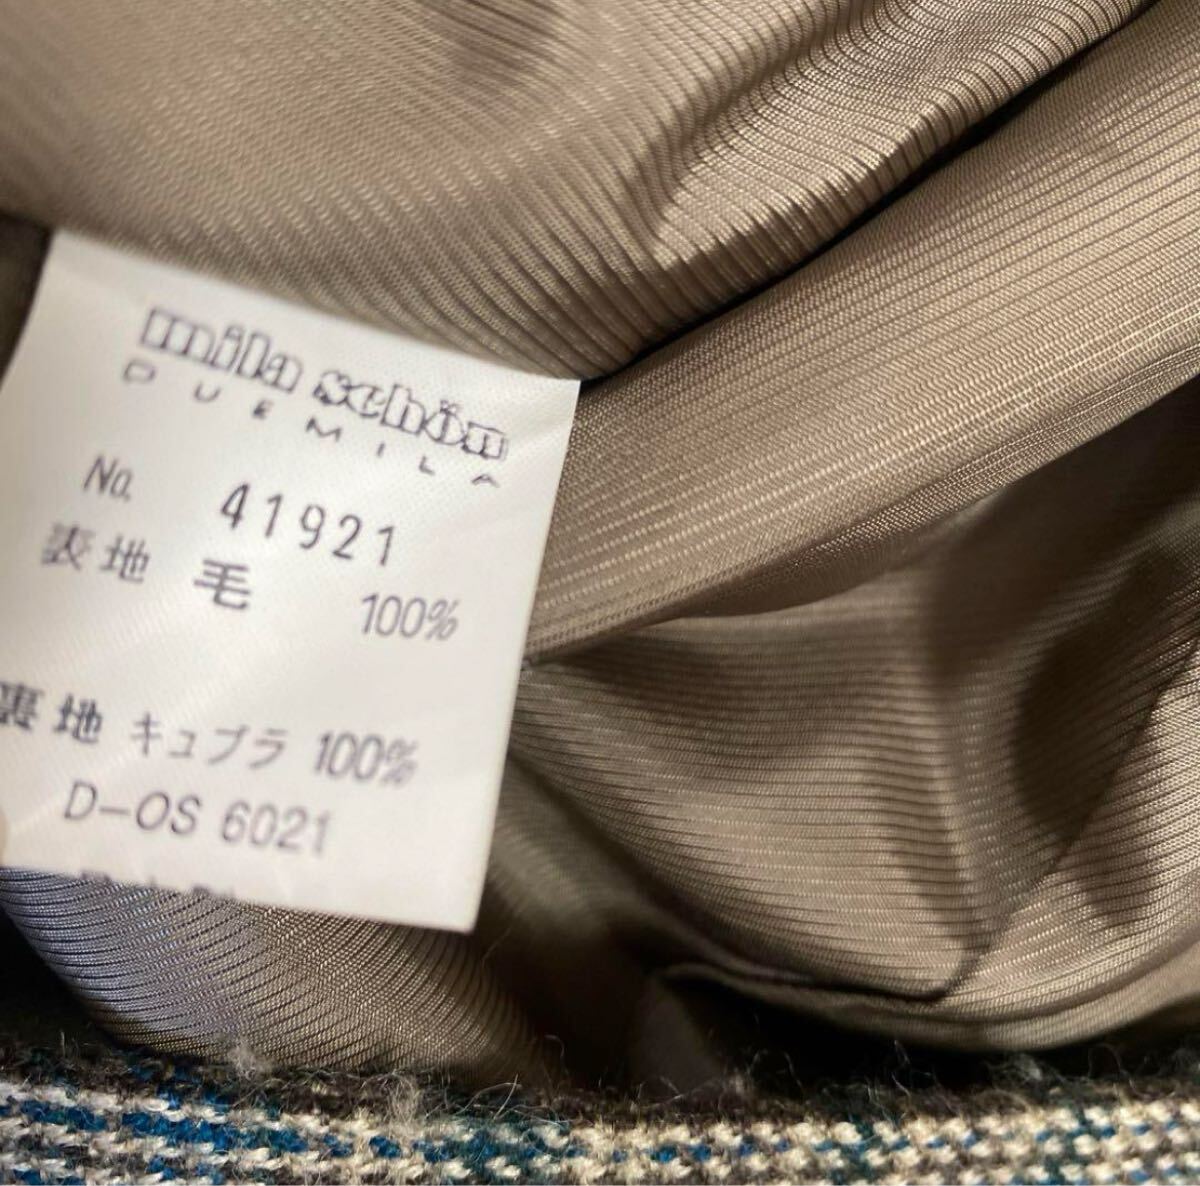 mila schön
DUEMILA
No. 41921
表地 毛 100%
裏地 キュプラ 100%
D-OS 6021